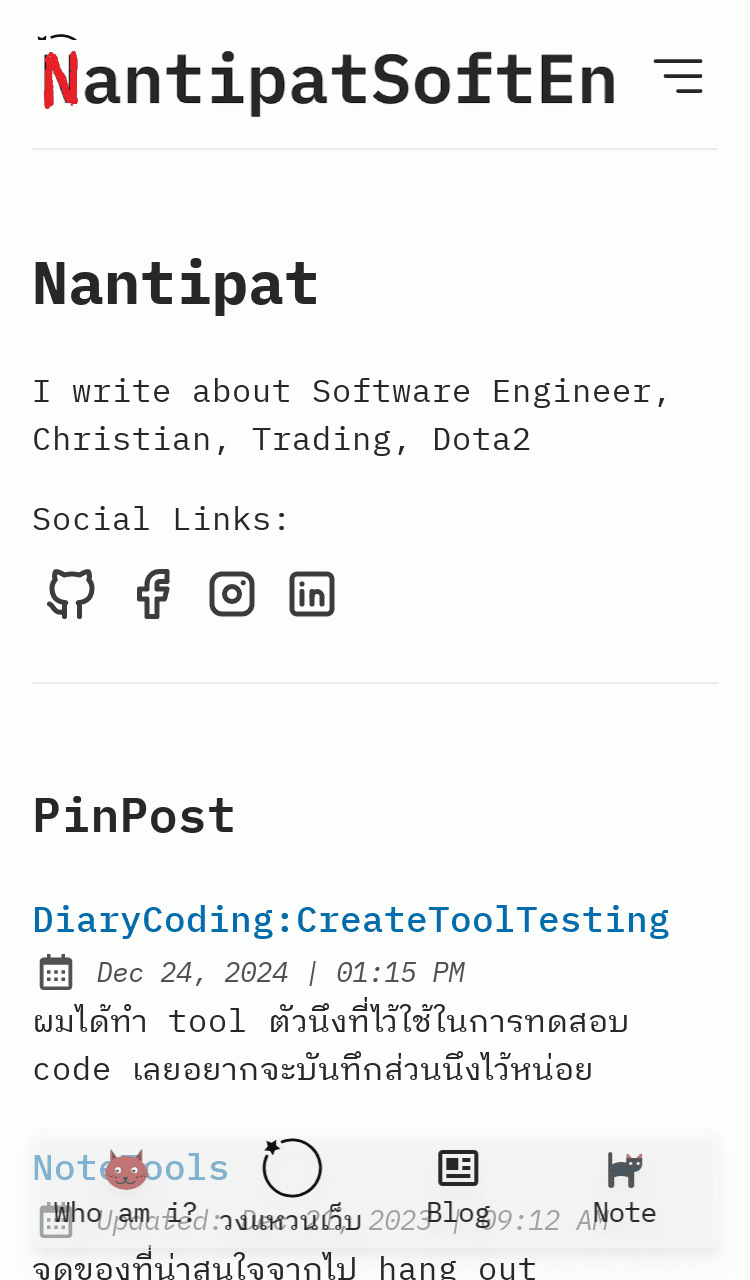 NantipatSoftEn
Nantipat
I write about Software Engineer,
Christian, Trading, Dota2
Social Links:
PinPost
DiaryCoding:CreateToolTesting
Dec 24, 2024 | 01:15 PM
ผมได้ทำ tool ตัวนึงที่ไว้ใช้ในการทดสอบ
code เลยอยากจะบันทึกส่วนนึงไว้หน่อย
NoteTools
Updated: Dec 26, 2023 | 09:12 AM
Who am i?
วงแหวนเว็บ
Blog
Note
จดของที่น่าสนใจจากไป hang out